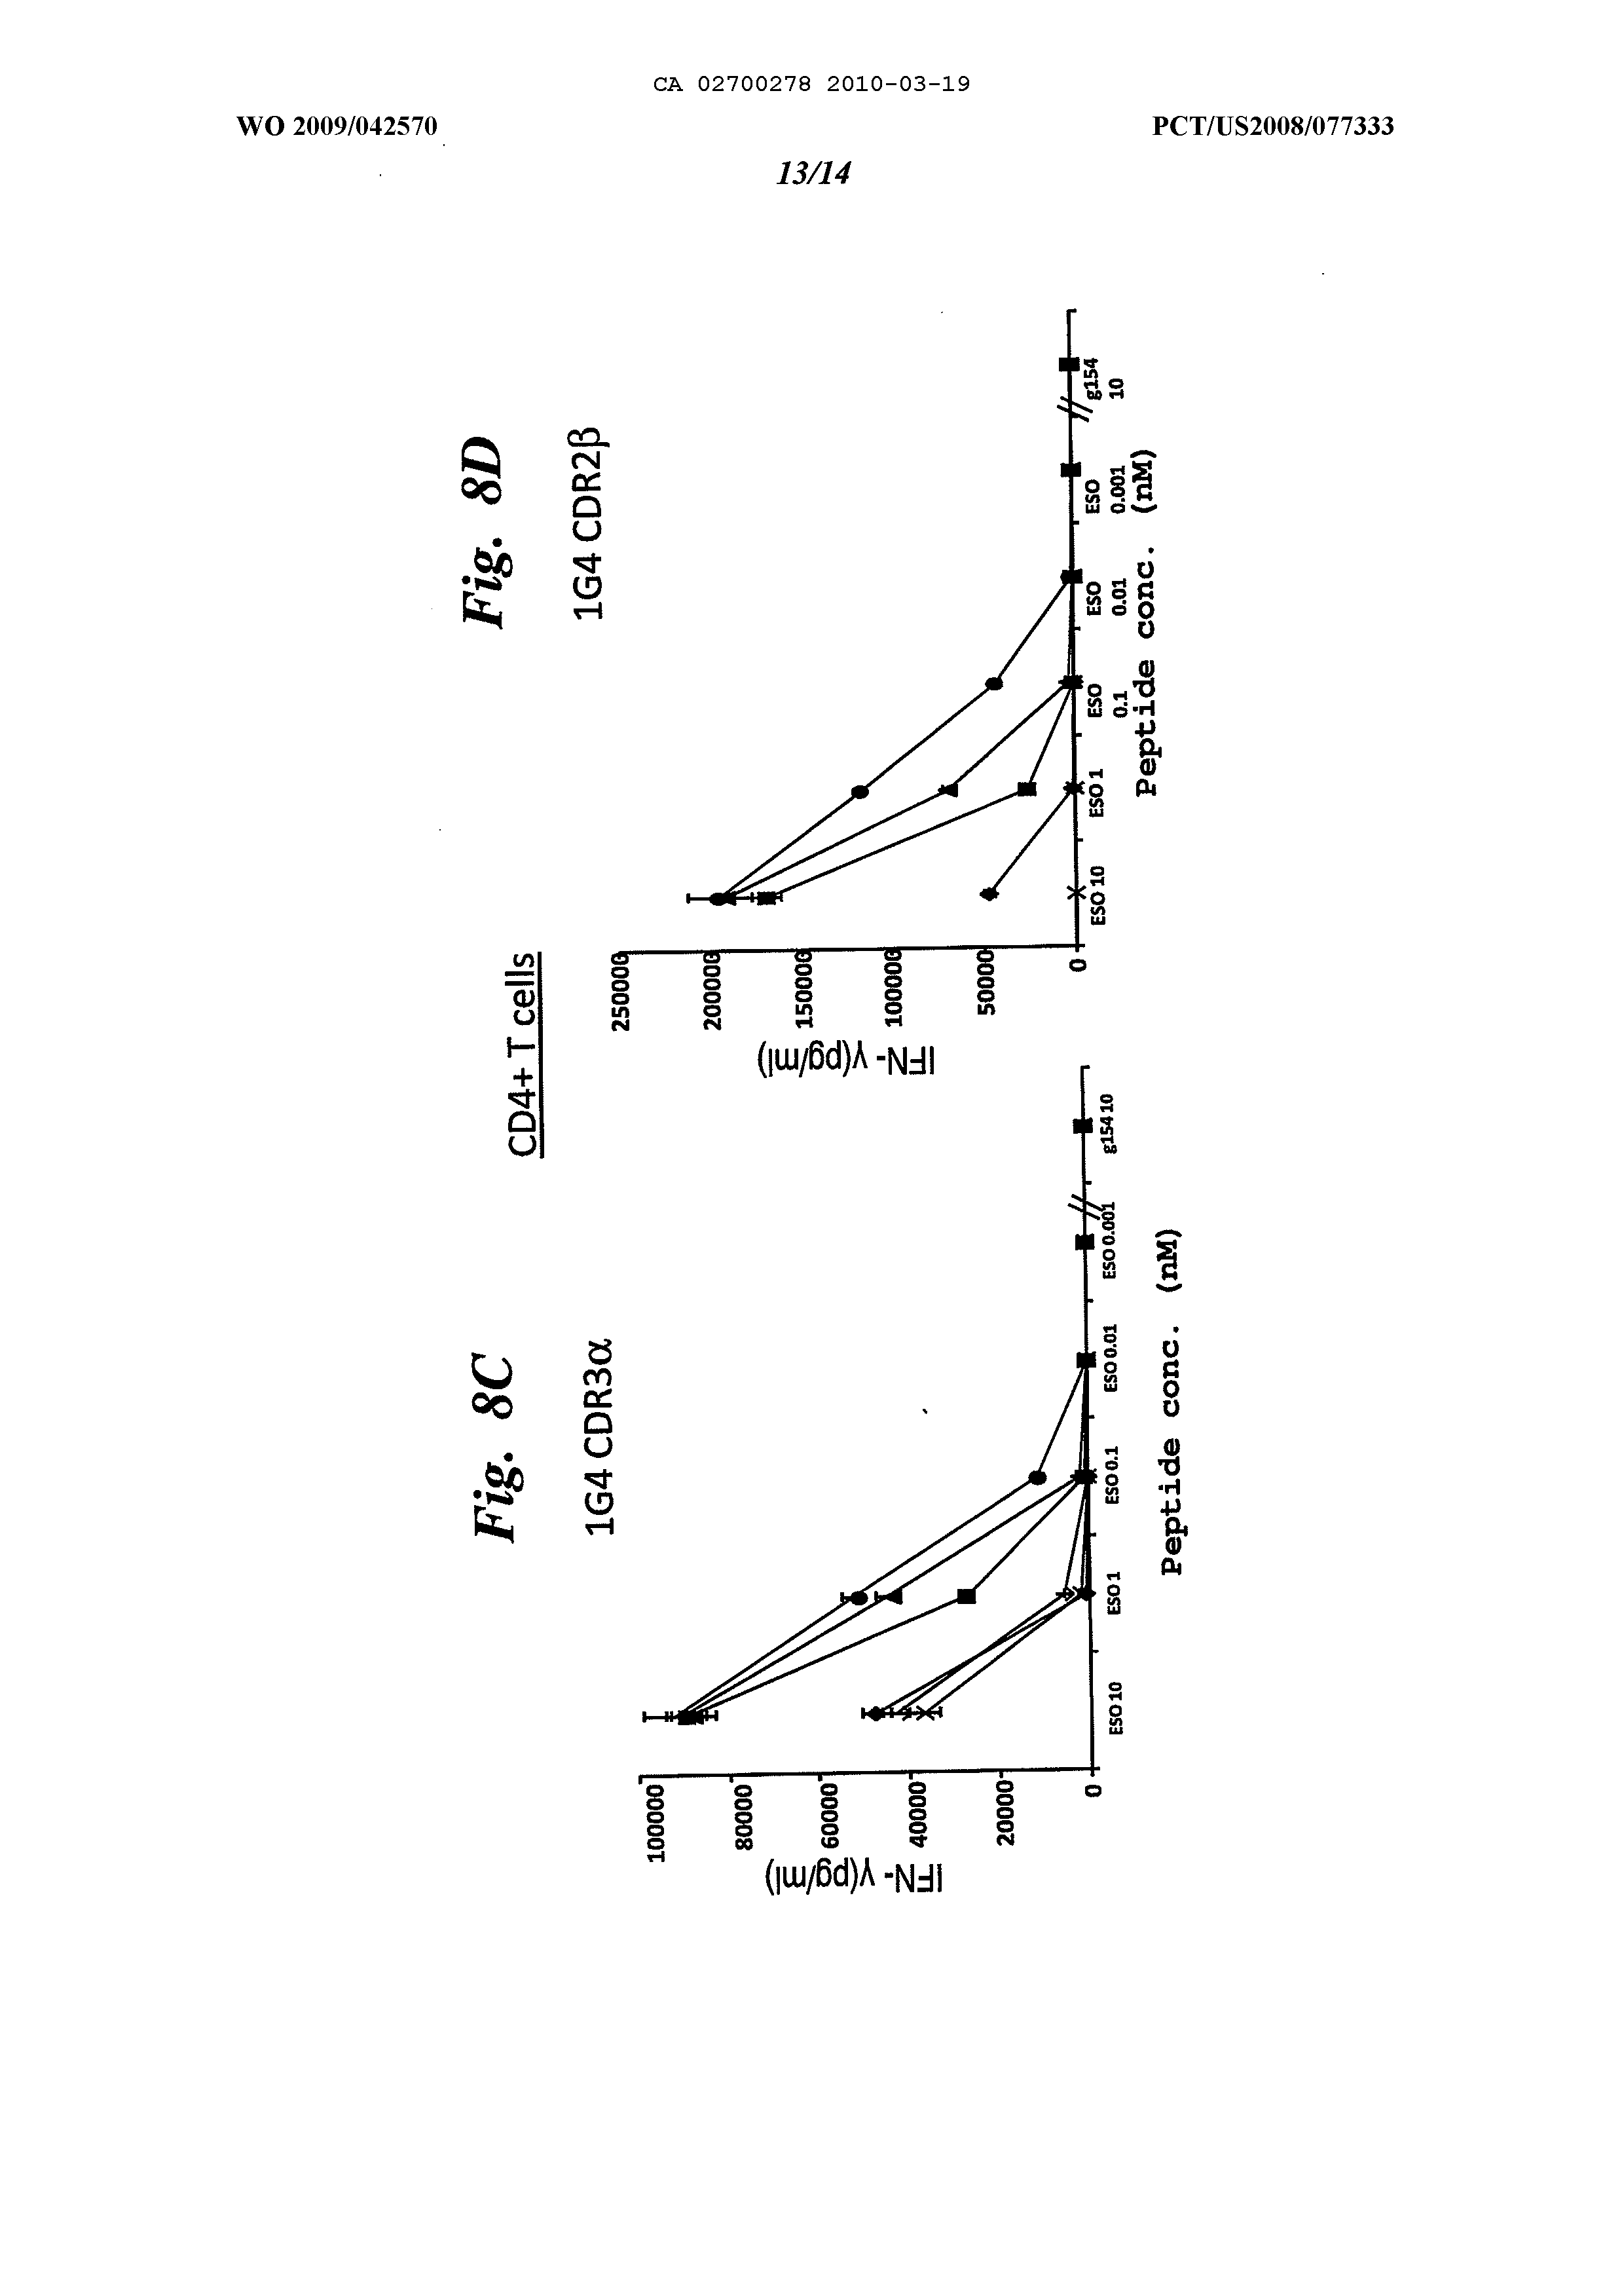 CA 02700278 2010-03-19
WO 2009/042570
PCT/US2008/077333
13/14
CD4+ T cells
Fig. 8C
1G4 CDR3α
IFN- γ(pg/ml)
100000
80000
60000
40000
20000
0
ESO 10
ESO 1
ESO 0.1
ESO 0.01
ESO 0.001
g154 10
Peptide conc. (nM)
Fig. 8D
1G4 CDR2β
IFN- γ(pg/ml)
250000
200000
150000
100000
50000
0
ESO 10
ESO 1
ESO
0.1
ESO
0.01
ESO
0.001
g154
10
Peptide conc. (nM)